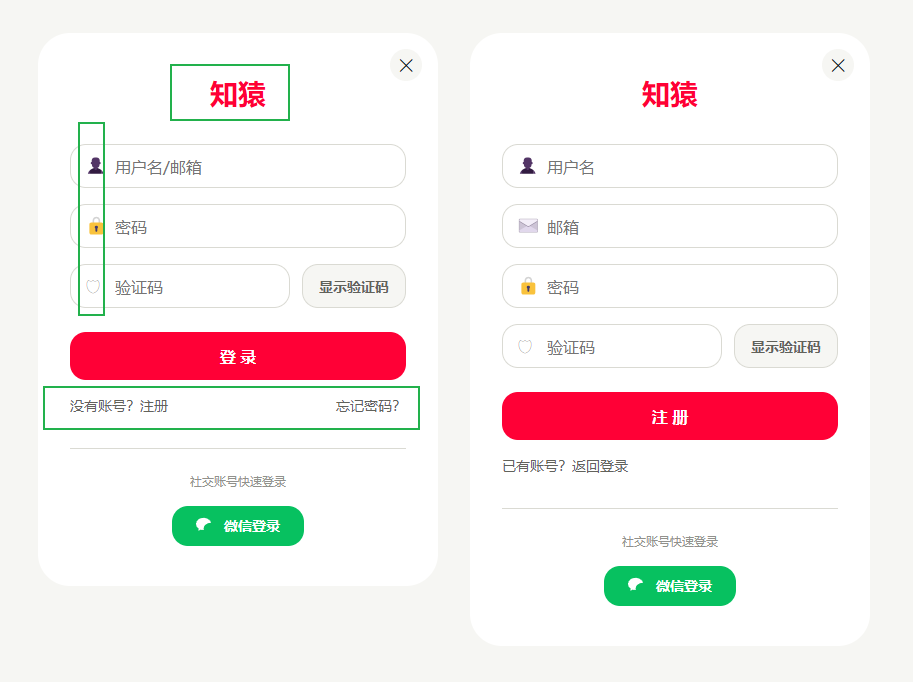 知猿
用户名/邮箱
密码
验证码
显示验证码
登 录
没有账号? 注册
忘记密码?
社交账号快速登录
微信登录
知猿
用户名
邮箱
密码
验证码
显示验证码
注 册
已有账号? 返回登录
社交账号快速登录
微信登录